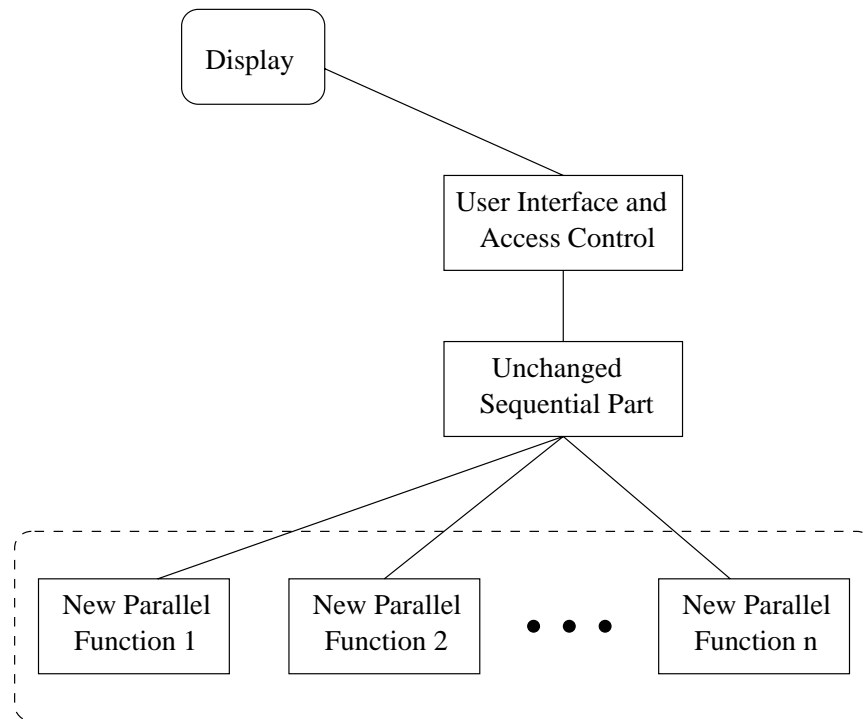 Display
User Interface and
Access Control
Unchanged
Sequential Part
New Parallel
Function 1
New Parallel
Function 2
New Parallel
Function n